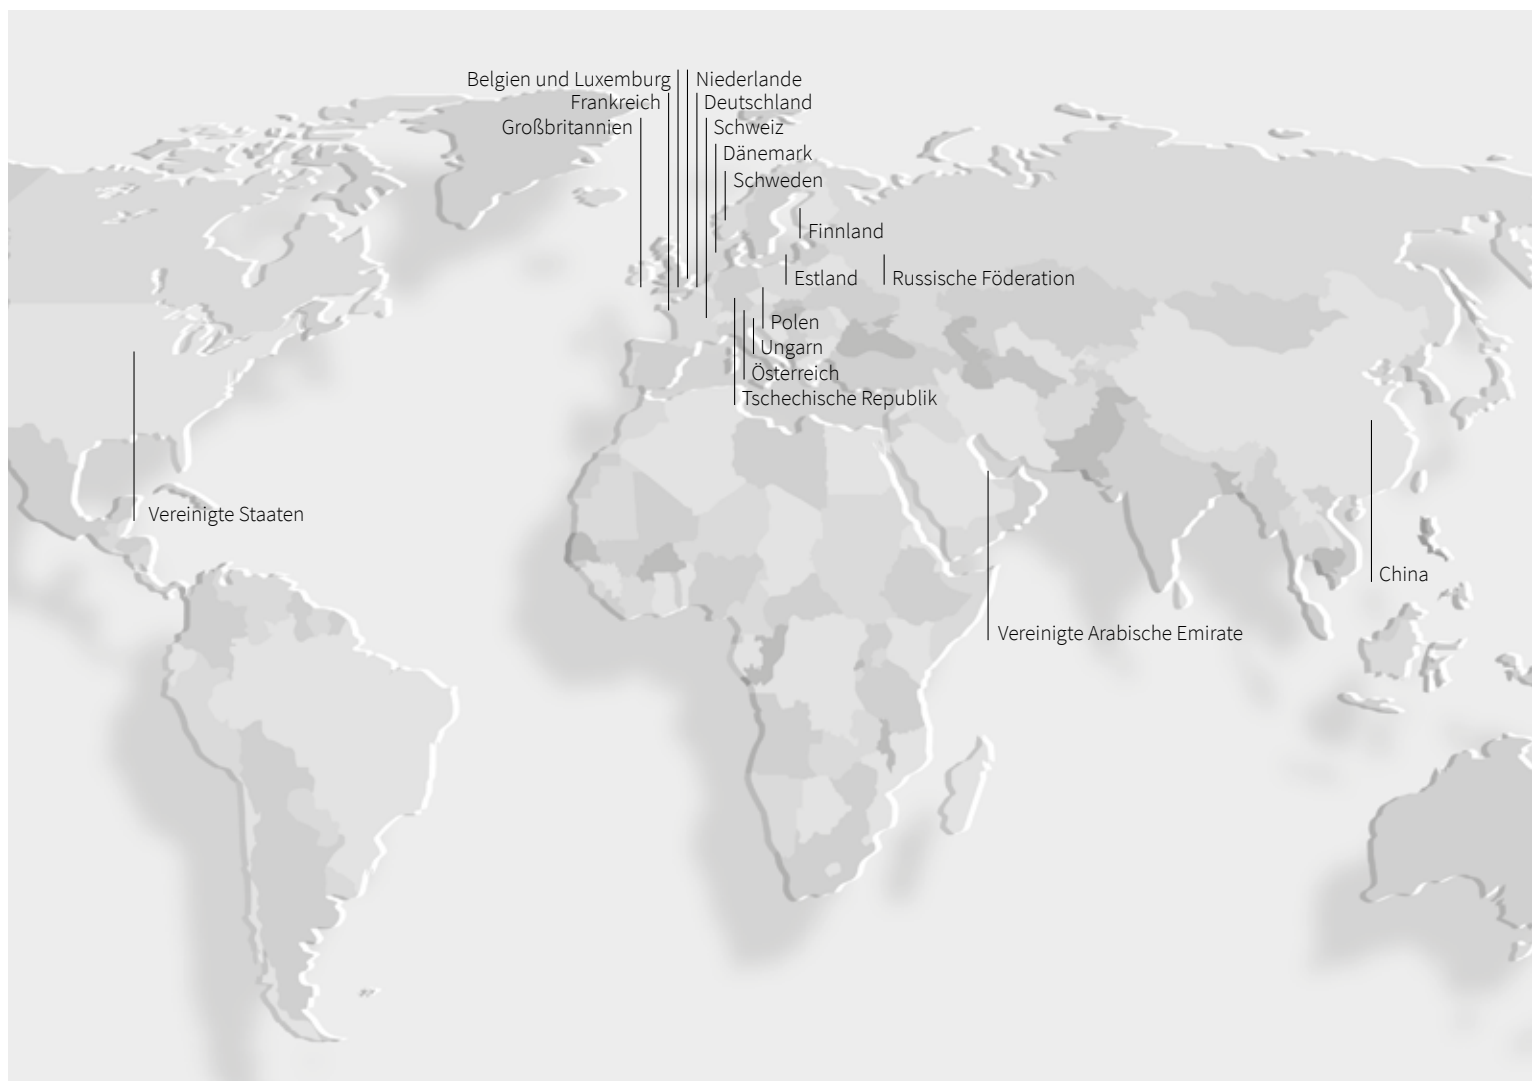 Belgien und Luxemburg
Niederlande
Frankreich
Deutschland
Großbritannien
Schweiz
Dänemark
Schweden
Finnland
Estland
Russische Föderation
Polen
Ungarn
Österreich
Tschechische Republik
Vereinigte Staaten
China
Vereinigte Arabische Emirate